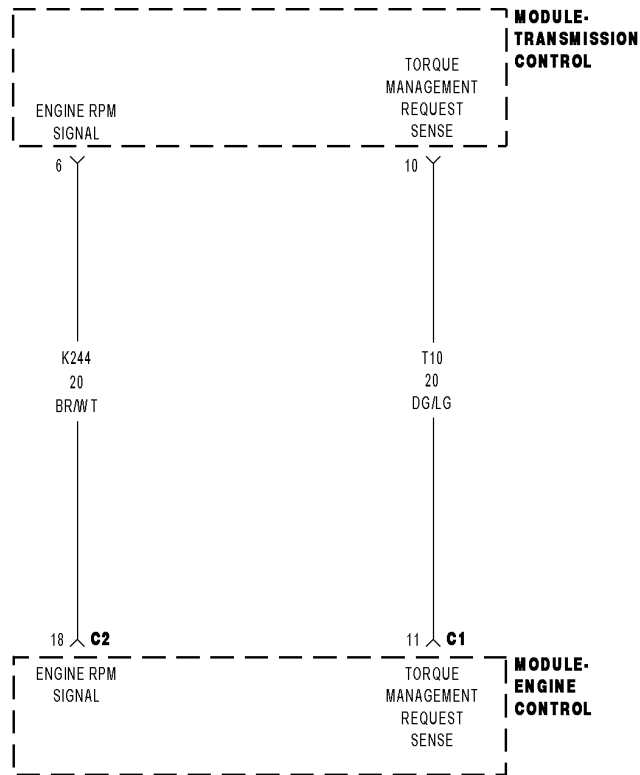 MODULE-
TRANSMISSION
CONTROL
TORQUE
MANAGEMENT
REQUEST
SENSE
ENGINE RPM
SIGNAL
6
10
K244
20
BR/WT
T10
20
DG/LG
18 C2
11 C1
ENGINE RPM
SIGNAL
TORQUE
MANAGEMENT
REQUEST
SENSE
MODULE-
ENGINE
CONTROL